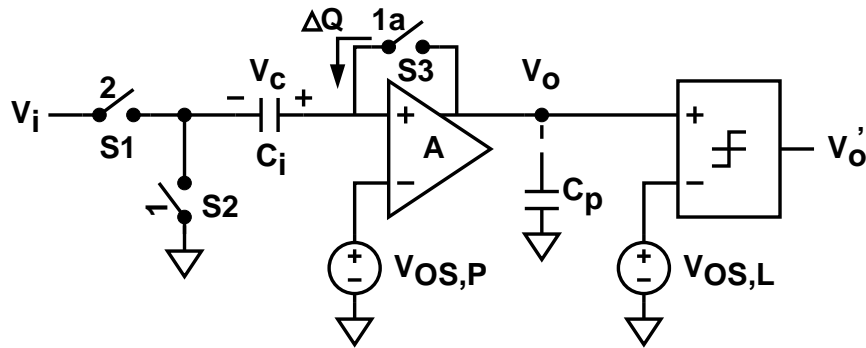 ΔQ
1a
S3
2
Vi
S1
1
S2
− Vc +
Ci
+
A
−
+
−
VOS,P
Vo
Cp
+
−
Vo'
+
−
VOS,L